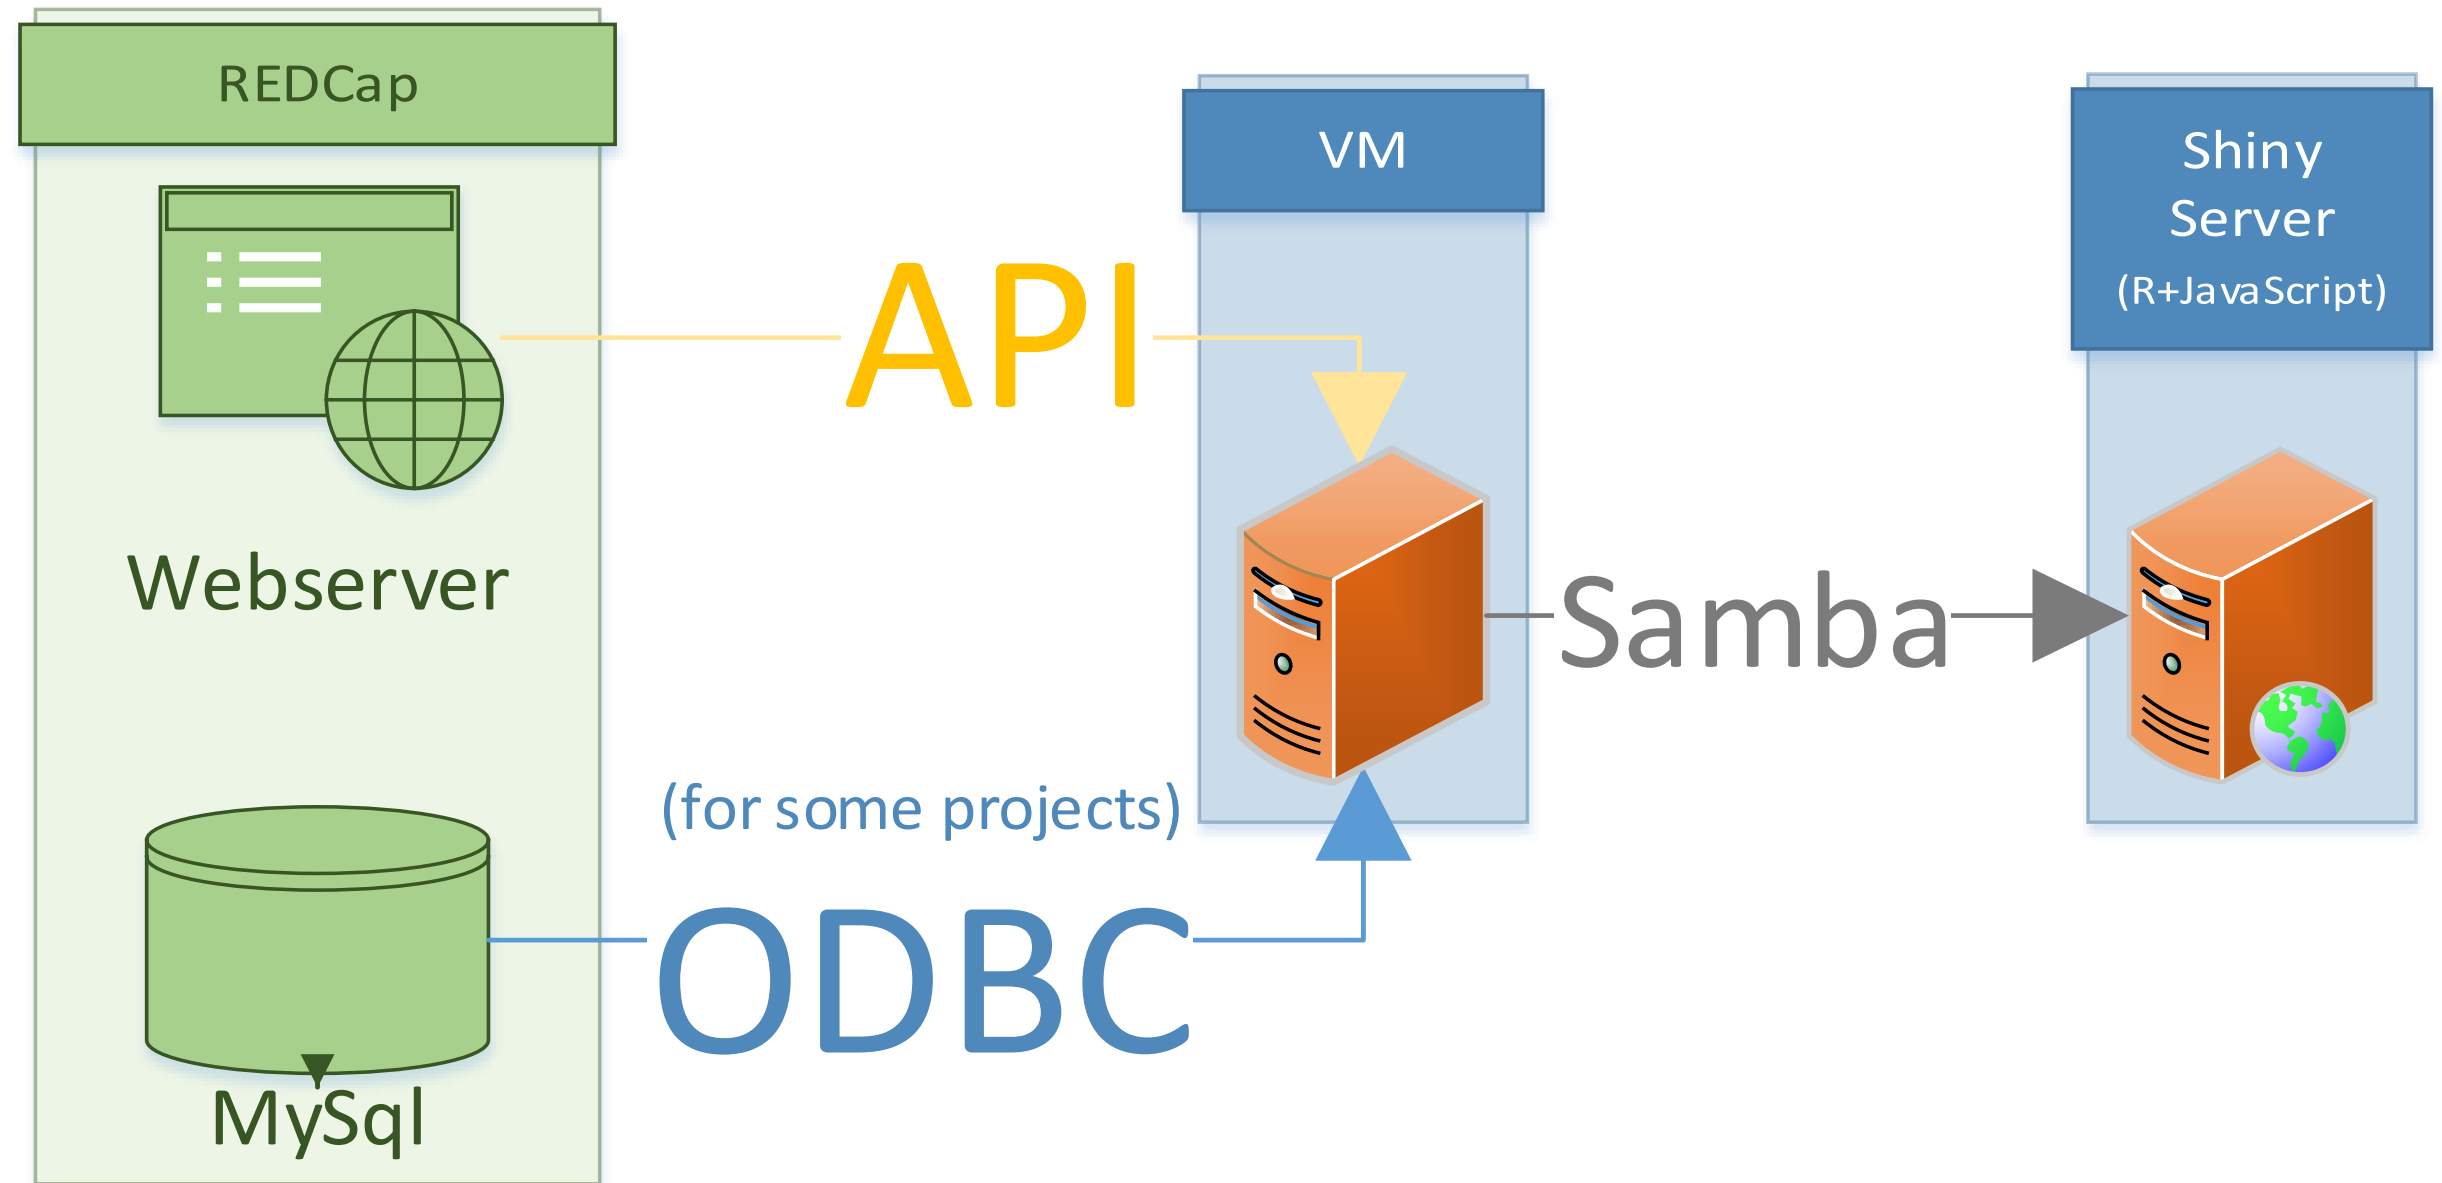 REDCap
Webserver
MySql
API
(for some projects)
ODBC
VM
Samba
Shiny
Server
(R+JavaScript)